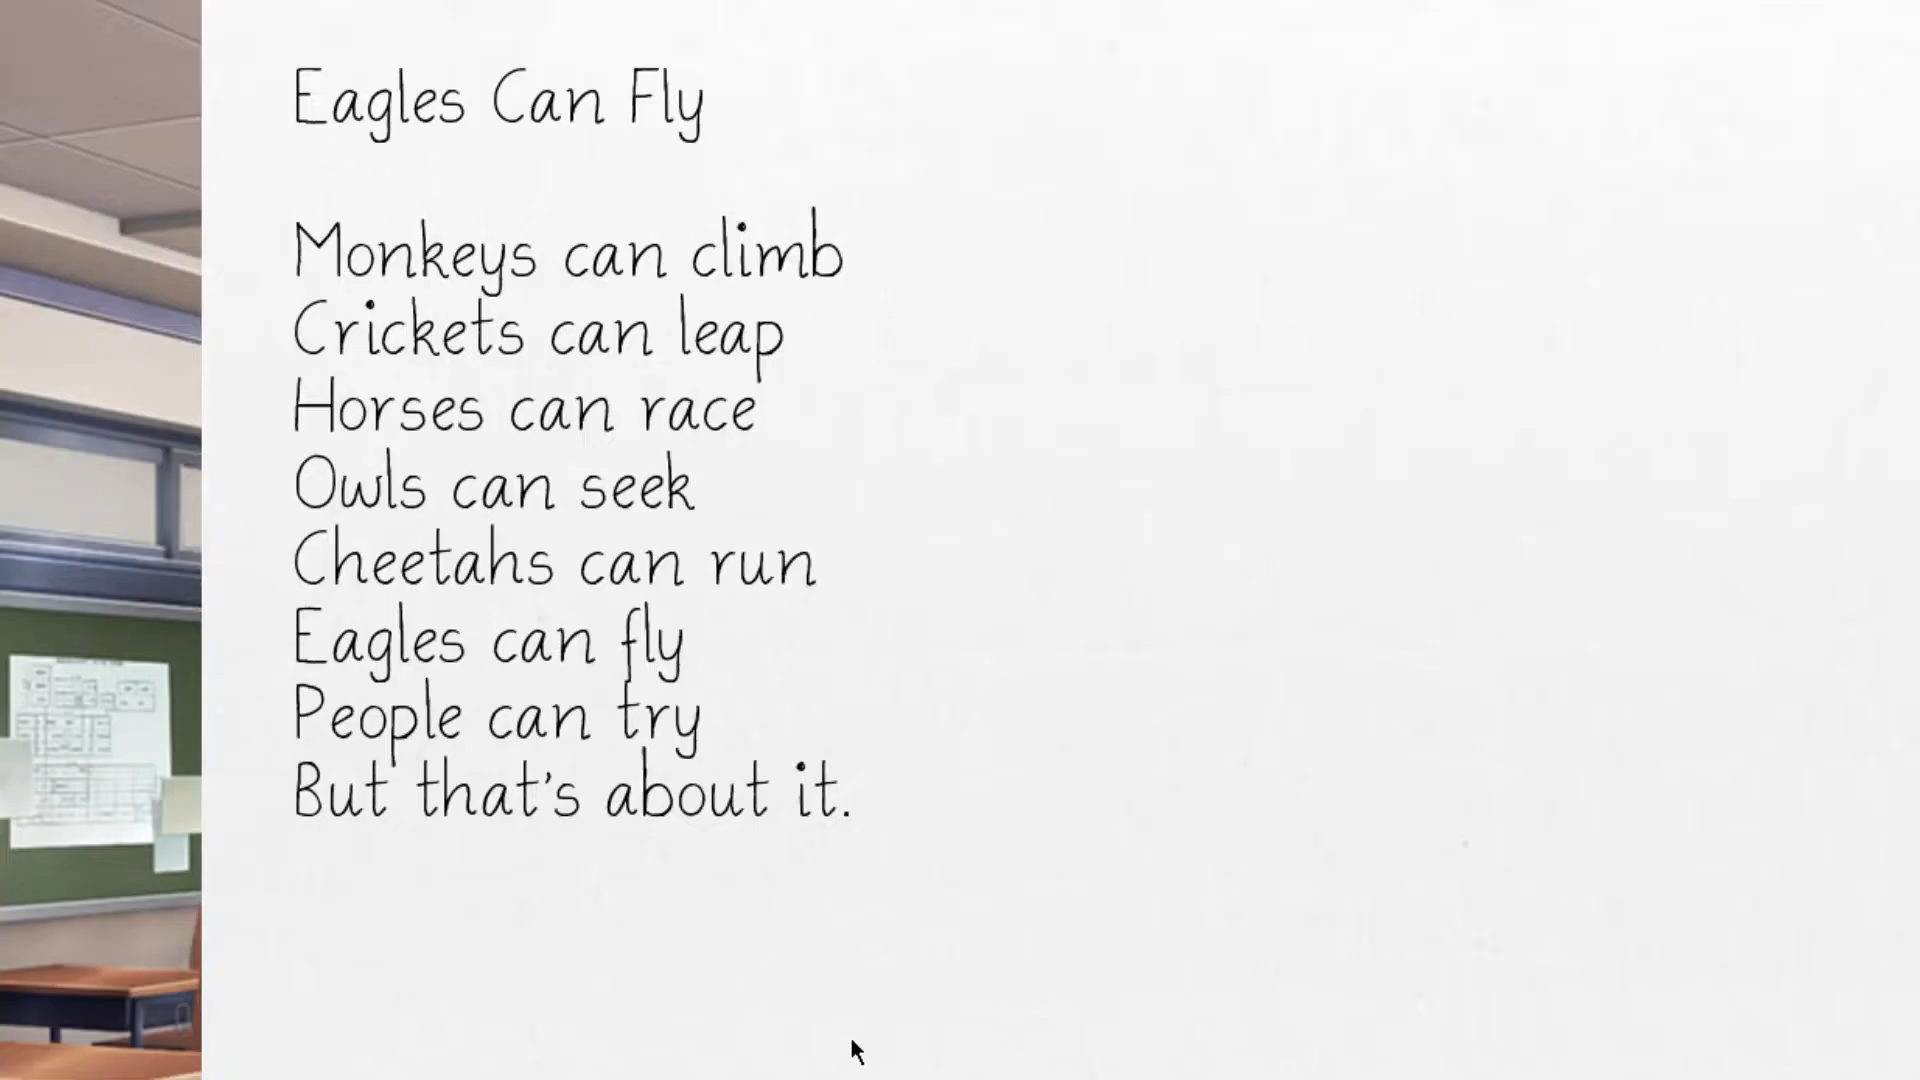 Eagles Can Fly
Monkeys can climb
Crickets can leap
Horses can race
Owls can seek
Cheetahs can run
Eagles can fly
People can try
But that's about it.